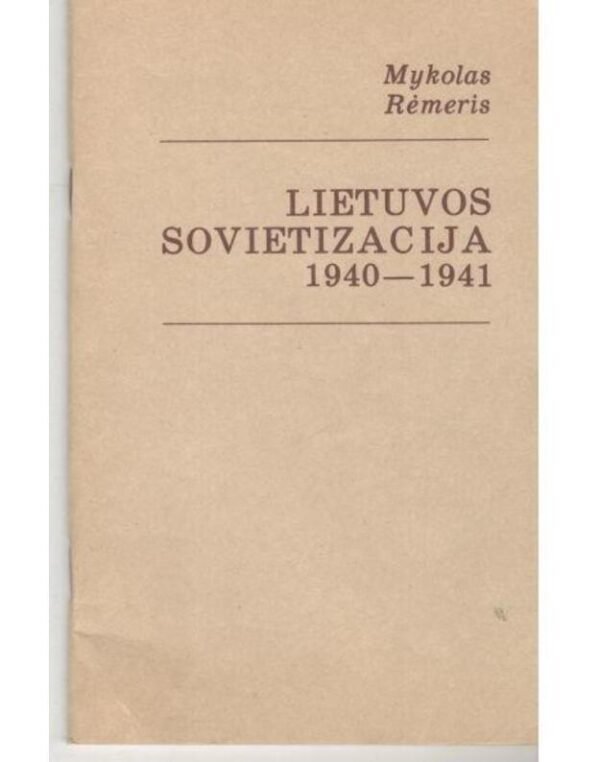 Mykolas
Rėmeris
LIETUVOS
SOVIETIZACIJA
1940—1941